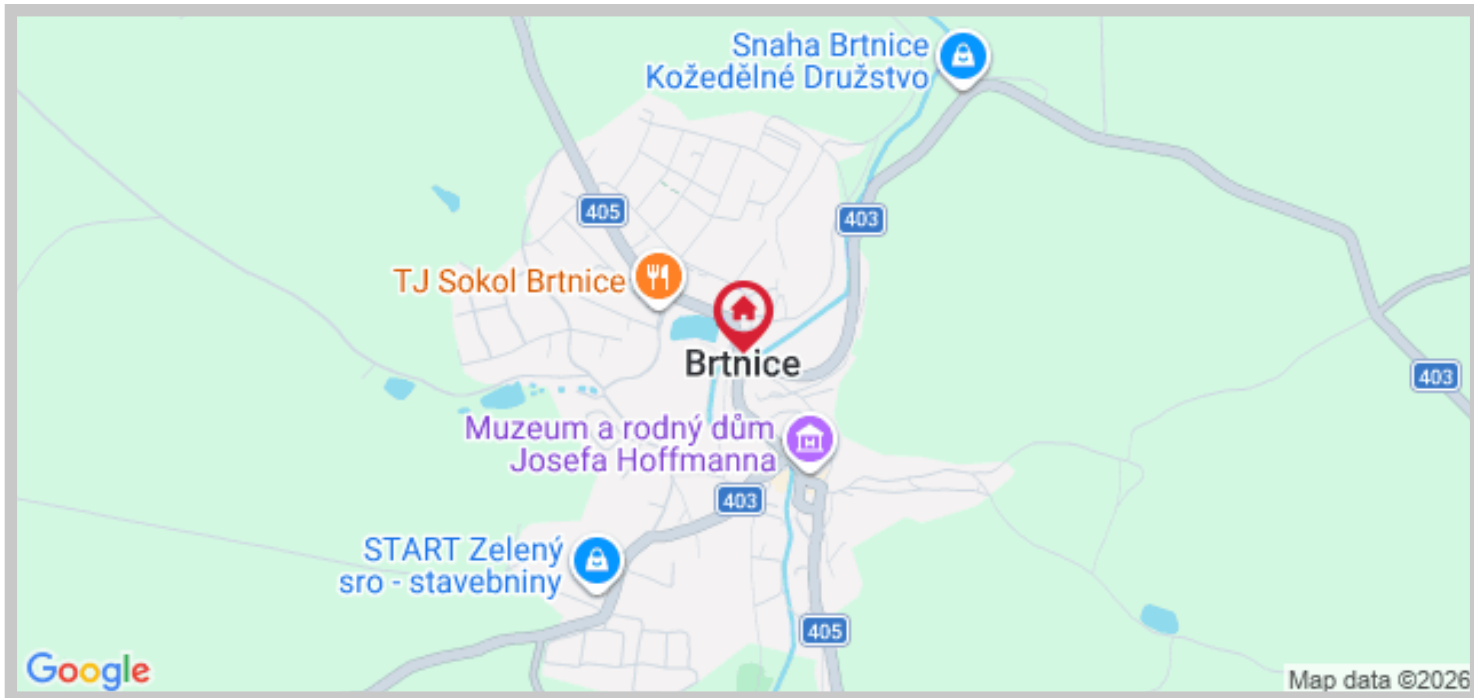 Snaha Brtnice
Kožedělné Družstvo
405
403
TJ Sokol Brtnice
Brtnice
403
Muzeum a rodný dům
Josefa Hoffmanna
403
START Zelený
sro - stavebniny
405
Google
Map data ©2026